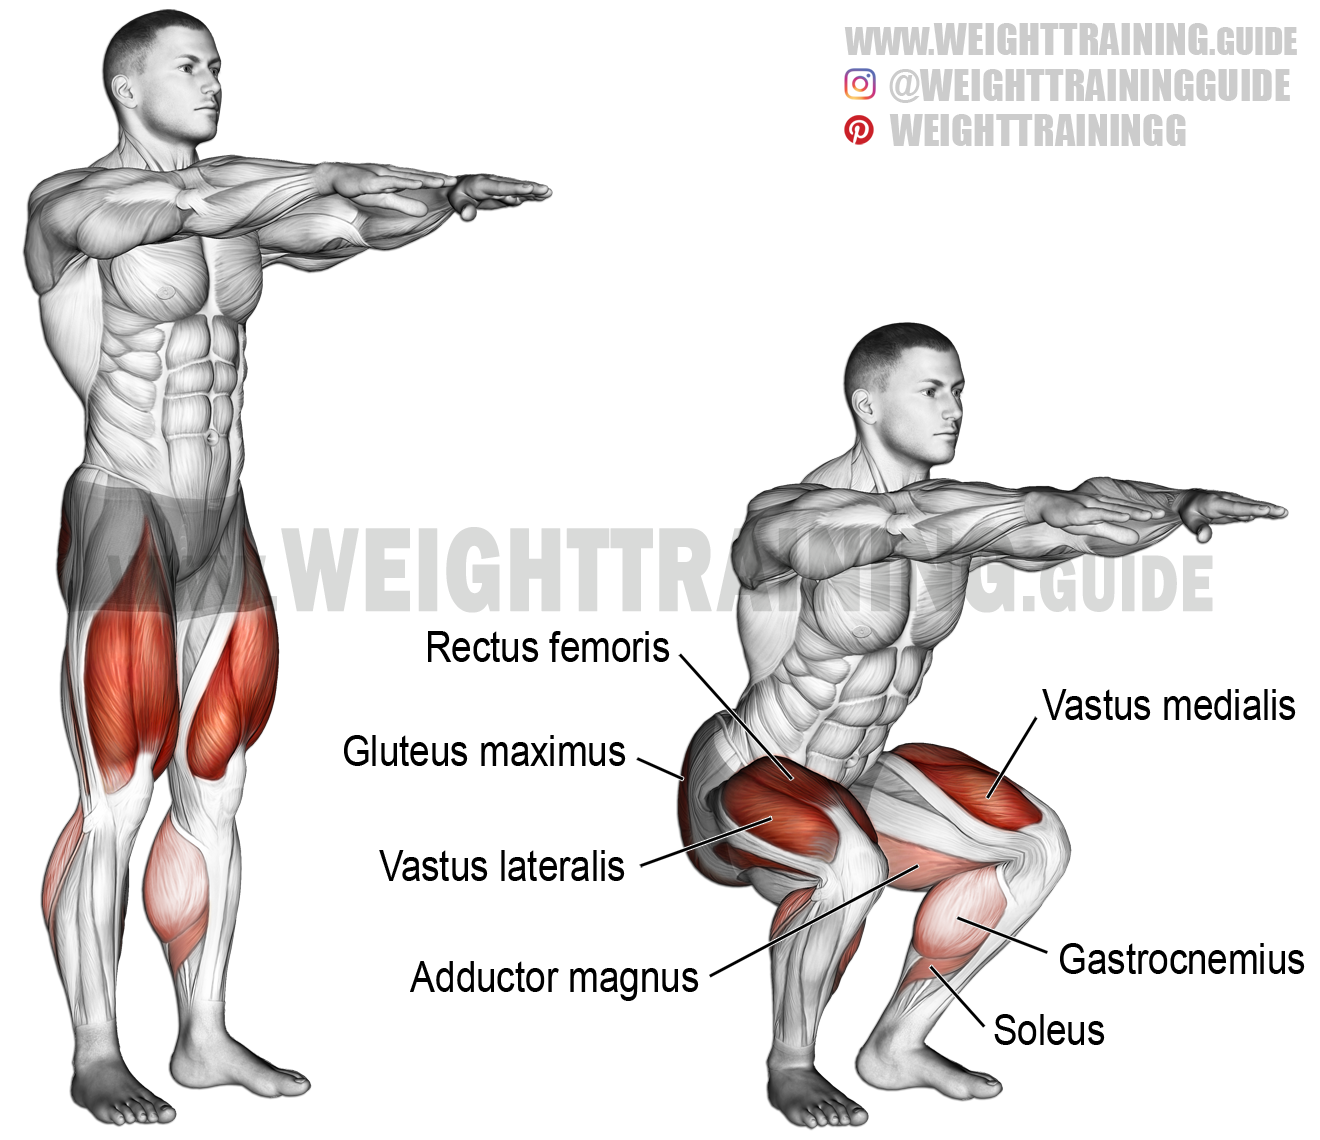 WWW.WEIGHTTRAINING.GUIDE
@WEIGHTTRAININGGUIDE
WEIGHTTRAININGG
WWW.WEIGHTTRAINING.GUIDE
Rectus femoris
Vastus medialis
Gluteus maximus
Vastus lateralis
Gastrocnemius
Adductor magnus
Soleus